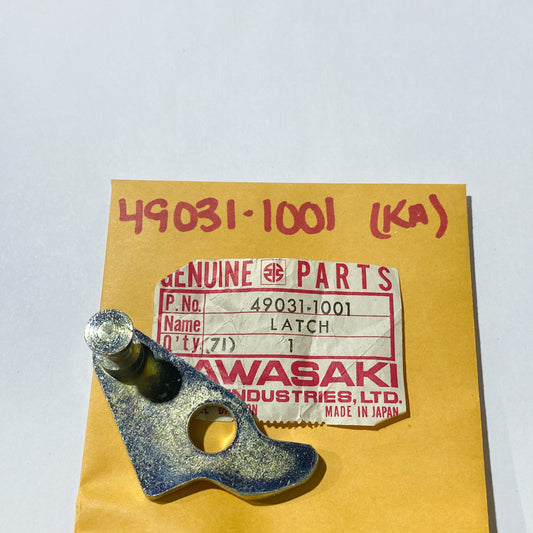 49031-1001 (KA)
GENUINE PARTS
P.No. 49031-1001
Name LATCH
Q'ty (71) 1
KAWASAKI
INDUSTRIES, LTD.
MADE IN JAPAN